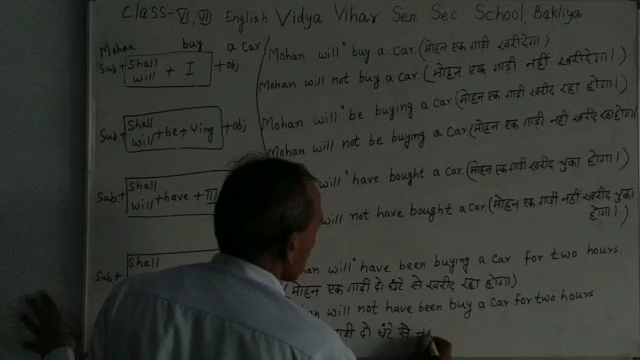 Class-VI, VII English Vidya Vihar Sen. Sec School, Bakliya
Mohan buy a car
Sub+ Shall will + I +obj.
Mohan will buy a car. (मोहन एक गाडी खरीदेगा।)
Mohan will not buy a car (मोहन एक गाडी नहीं खरीदेगा।)
Sub+ Shall will +be+Ving +obj
Mohan will be buying a car (मोहन एक गाडी खरीद रहा होगा।)
Mohan will not be buying a car (मोहन एक गाडी नहीं खरीद रहा होगा।
Sub+ Shall will +have + III
will have bought a car. (मोहन एक गाडी खरीद चुका होगा।)
will not have bought a car. (मोहन एक गाडी नहीं खरीद चुका होगा।)
Sub+ Shall
han will have been buying a car for two hours.
(मोहन एक गाडी दो घंटे से खरीद रहा होगा)
an will not have been buy a car for two hours.
गाडी दो घंटे से